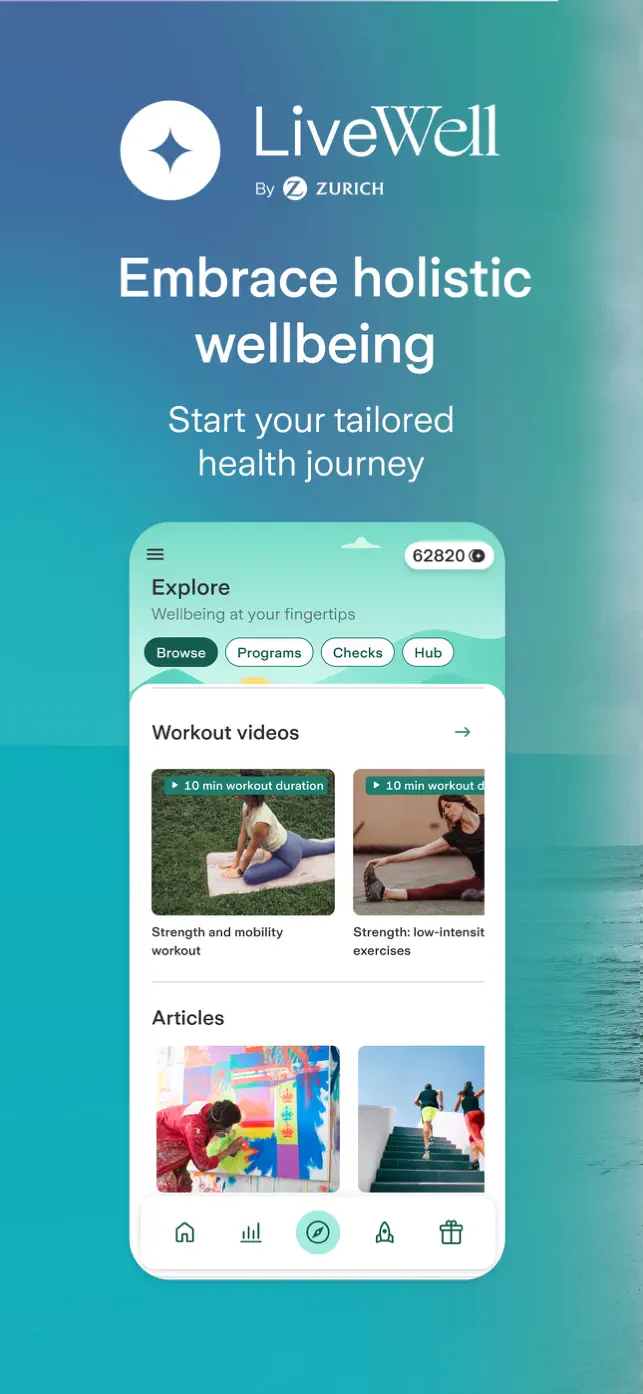 LiveWell
By ZURICH
Embrace holistic
wellbeing
Start your tailored
health journey
62820
Explore
Wellbeing at your fingertips
Browse Programs Checks Hub
Workout videos
10 min workout duration 10 min workout d
Strength and mobility Strength: low-intensit
workout exercises
Articles